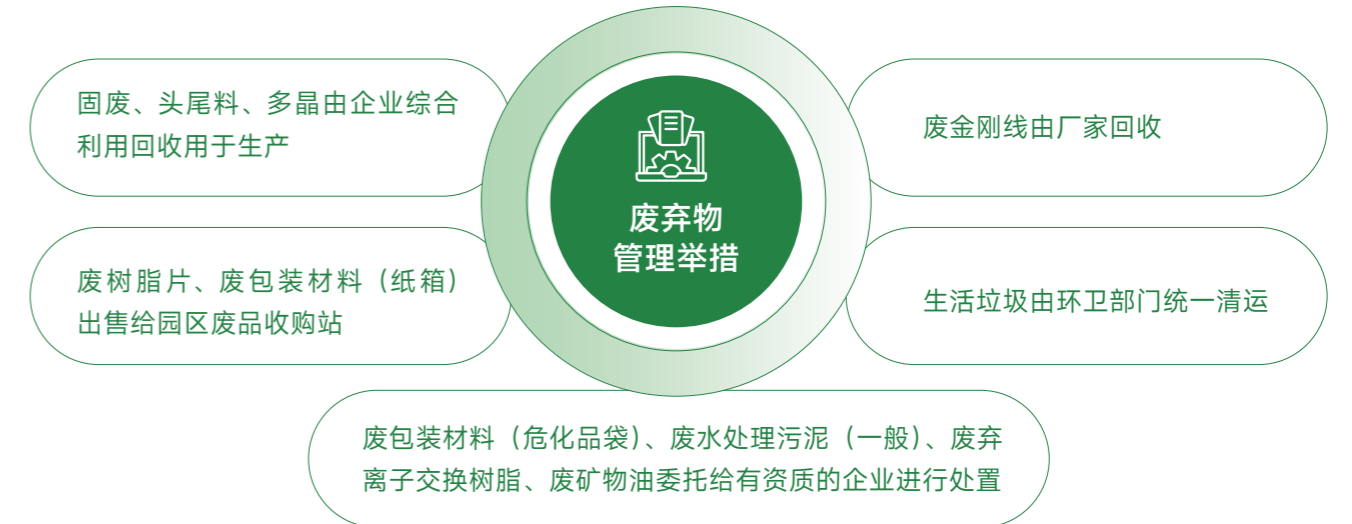 固废、头尾料、多晶由企业综合
利用回收用于生产
废树脂片、废包装材料（纸箱）
出售给园区废品收购站
废弃物
管理举措
废金刚线由厂家回收
生活垃圾由环卫部门统一清运
废包装材料（危化品袋）、废水处理污泥（一般）、废弃
离子交换树脂、废矿物油委托给有资质的企业进行处置